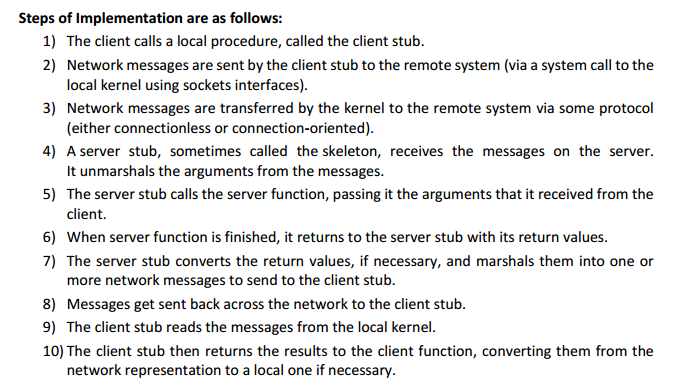 Steps of Implementation are as follows:
1) The client calls a local procedure, called the client stub.
2) Network messages are sent by the client stub to the remote system (via a system call to the
local kernel using sockets interfaces).
3) Network messages are transferred by the kernel to the remote system via some protocol
(either connectionless or connection-oriented).
4) A server stub, sometimes called the skeleton, receives the messages on the server.
It unmarshals the arguments from the messages.
5) The server stub calls the server function, passing it the arguments that it received from the
client.
6) When server function is finished, it returns to the server stub with its return values.
7) The server stub converts the return values, if necessary, and marshals them into one or
more network messages to send to the client stub.
8) Messages get sent back across the network to the client stub.
9) The client stub reads the messages from the local kernel.
10) The client stub then returns the results to the client function, converting them from the
network representation to a local one if necessary.